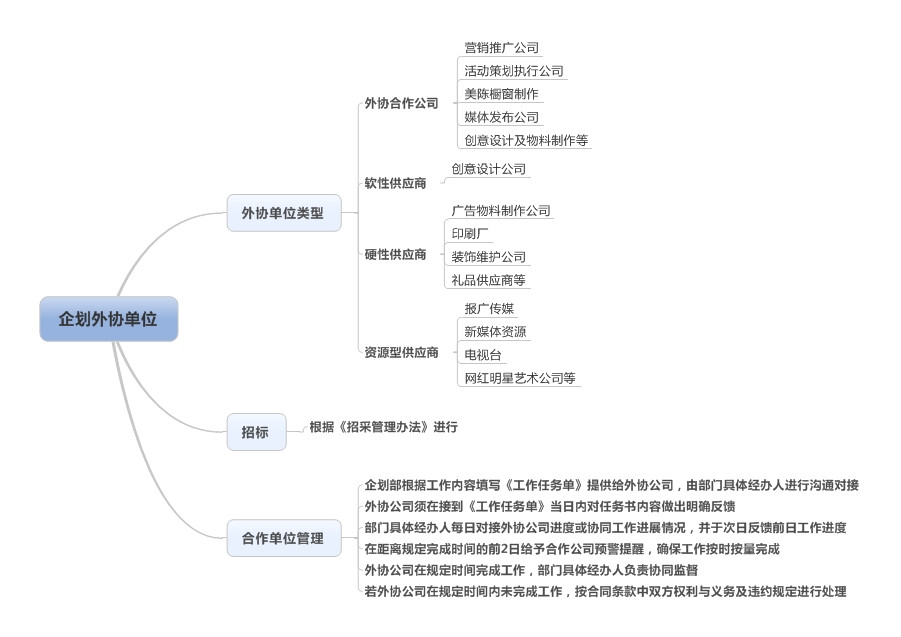 企划外协单位
外协单位类型
外协合作公司
营销推广公司
活动策划执行公司
美陈橱窗制作
媒体发布公司
创意设计及物料制作等
软性供应商
创意设计公司
硬性供应商
广告物料制作公司
印刷厂
装饰维护公司
礼品供应商等
资源型供应商
报广传媒
新媒体资源
电视台
网红明星艺术公司等
招标
根据《招采管理办法》进行
合作单位管理
企划部根据工作内容填写《工作任务单》提供给外协公司，由部门具体经办人进行沟通对接
外协公司须在接到《工作任务单》当日内对任务书内容做出明确反馈
部门具体经办人每日对接外协公司进度或协同工作进展情况，并于次日反馈前日工作进度
在距离规定完成时间的前2日给予合作公司预警提醒，确保工作按时按量完成
外协公司在规定时间完成工作，部门具体经办人负责协同监督
若外协公司在规定时间内未完成工作，按合同条款中双方权利与义务及违约规定进行处理